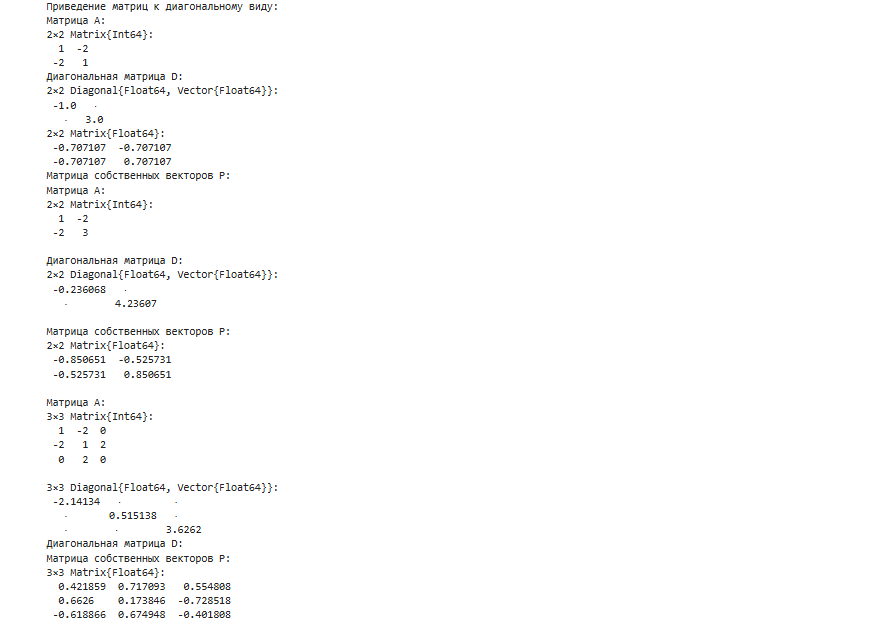 Приведение матриц к диагональному виду:
Матрица A:
2×2 Matrix{Int64}:
  1  -2
 -2   1
Диагональная матрица D:
2×2 Diagonal{Float64, Vector{Float64}}:
 -1.0   ⋅
   ⋅   3.0
2×2 Matrix{Float64}:
 -0.707107  -0.707107
 -0.707107   0.707107
Матрица собственных векторов P:
Матрица A:
2×2 Matrix{Int64}:
  1  -2
 -2   3
Диагональная матрица D:
2×2 Diagonal{Float64, Vector{Float64}}:
 -0.236068   ⋅
   ⋅        4.23607
Матрица собственных векторов P:
2×2 Matrix{Float64}:
 -0.850651  -0.525731
 -0.525731   0.850651
Матрица A:
3×3 Matrix{Int64}:
  1  -2  0
 -2   1  2
  0   2  0
3×3 Diagonal{Float64, Vector{Float64}}:
 -2.14134   ⋅         ⋅
   ⋅       0.515138   ⋅
   ⋅        ⋅        3.6262
Диагональная матрица D:
Матрица собственных векторов P:
3×3 Matrix{Float64}:
  0.421859  0.717093   0.554808
  0.6626    0.173846  -0.728518
 -0.618866  0.674948  -0.401808